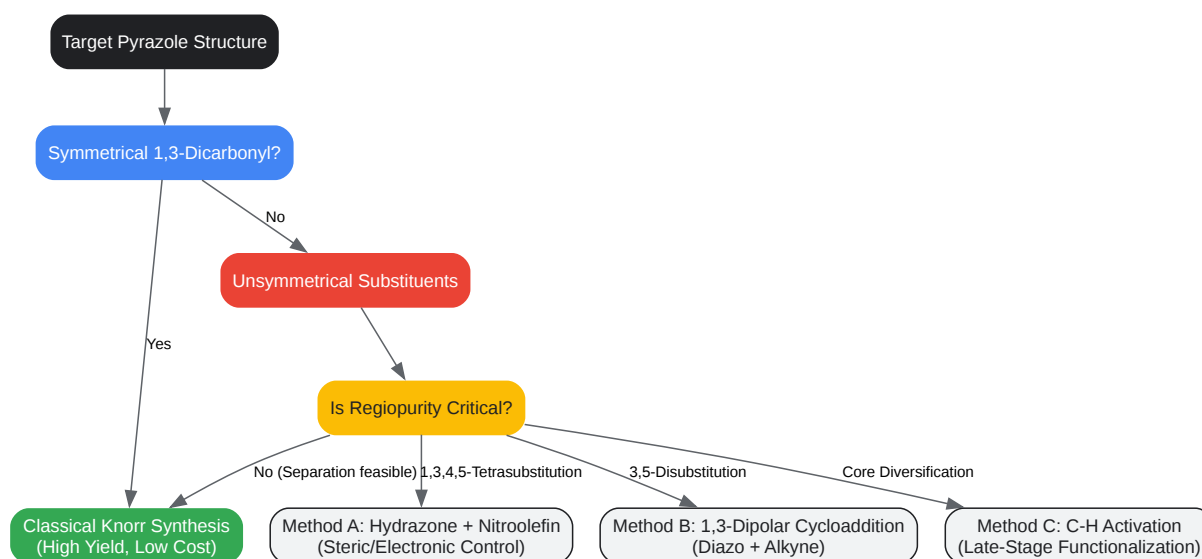 Target Pyrazole Structure
Symmetrical 1,3-Dicarbonyl?
No
Unsymmetrical Substituents
Yes
Is Regiopurity Critical?
No (Separation feasible)
1,3,4,5-Tetrasubstitution
3,5-Disubstitution
Core Diversification
Classical Knorr Synthesis
(High Yield, Low Cost)
Method A: Hydrazone + Nitroolefin
(Steric/Electronic Control)
Method B: 1,3-Dipolar Cycloaddition
(Diazo + Alkyne)
Method C: C-H Activation
(Late-Stage Functionalization)